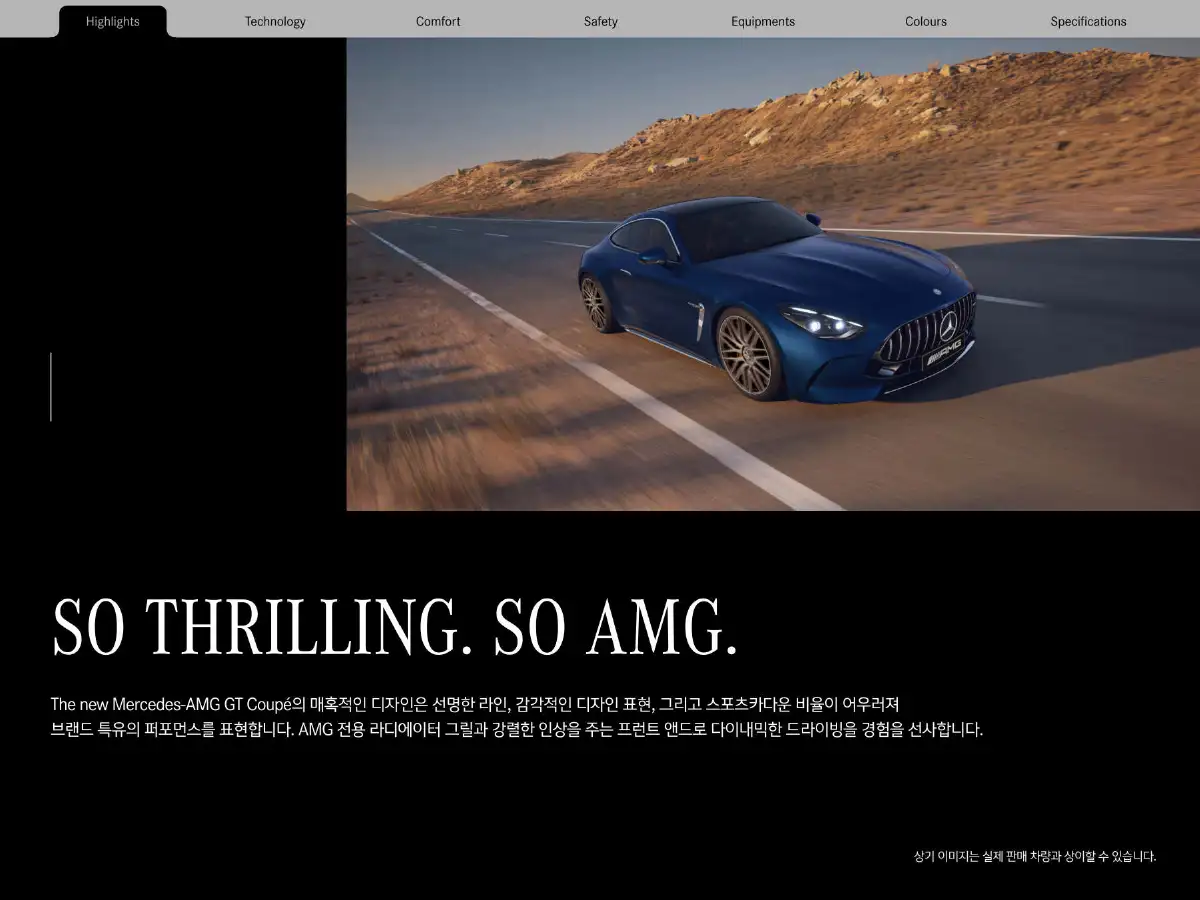 Highlights
Technology
Comfort
Safety
Equipments
Colours
Specifications
AMG
SO THRILLING. SO AMG.
The new Mercedes-AMG GT Coupé의 매혹적인 디자인은 선명한 라인, 감각적인 디자인 표현, 그리고 스포츠카다운 비율이 어우러져
브랜드 특유의 퍼포먼스를 표현합니다. AMG 전용 라디에이터 그릴과 강렬한 인상을 주는 프런트 앤드로 다이내믹한 드라이빙을 경험을 선사합니다.
상기 이미지는 실제 판매 차량과 상이할 수 있습니다.